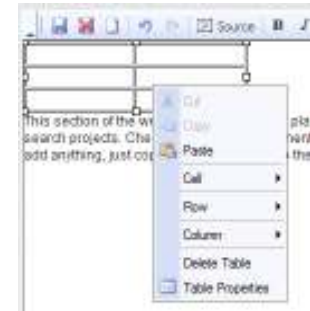 Source B I
This section of the
search projects. Che
add anything, just
Cut
Copy
Paste
Cell
Row
Column
Delete Table
Table Properties